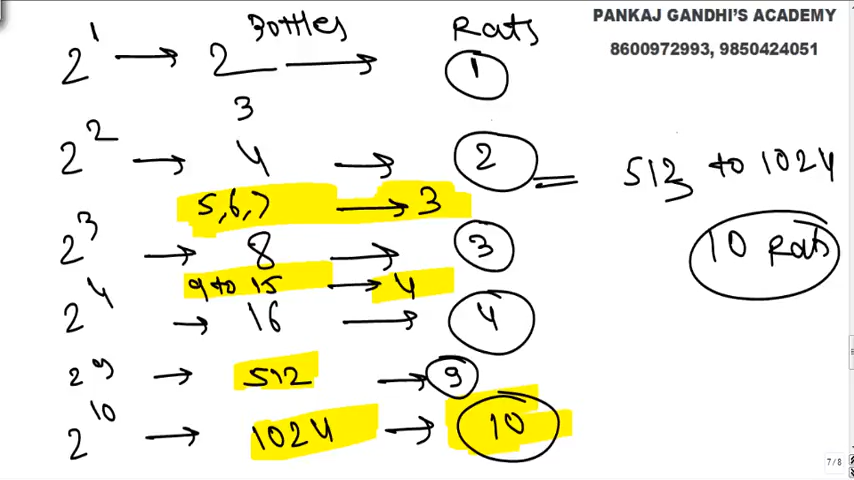 PANKAJ GANDHI'S ACADEMY
8600972993, 9850424051
Bottles Rats
2^1 → 2 → 1
3
2^2 → 4 → 2
512 to 1024
5,6,7 → 3
10 Rats
2^3 → 8 → 3
9 to 15 → 4
2^4 → 16 → 4
2^9 → 512 → 9
2^10 → 1024 → 10
7/8